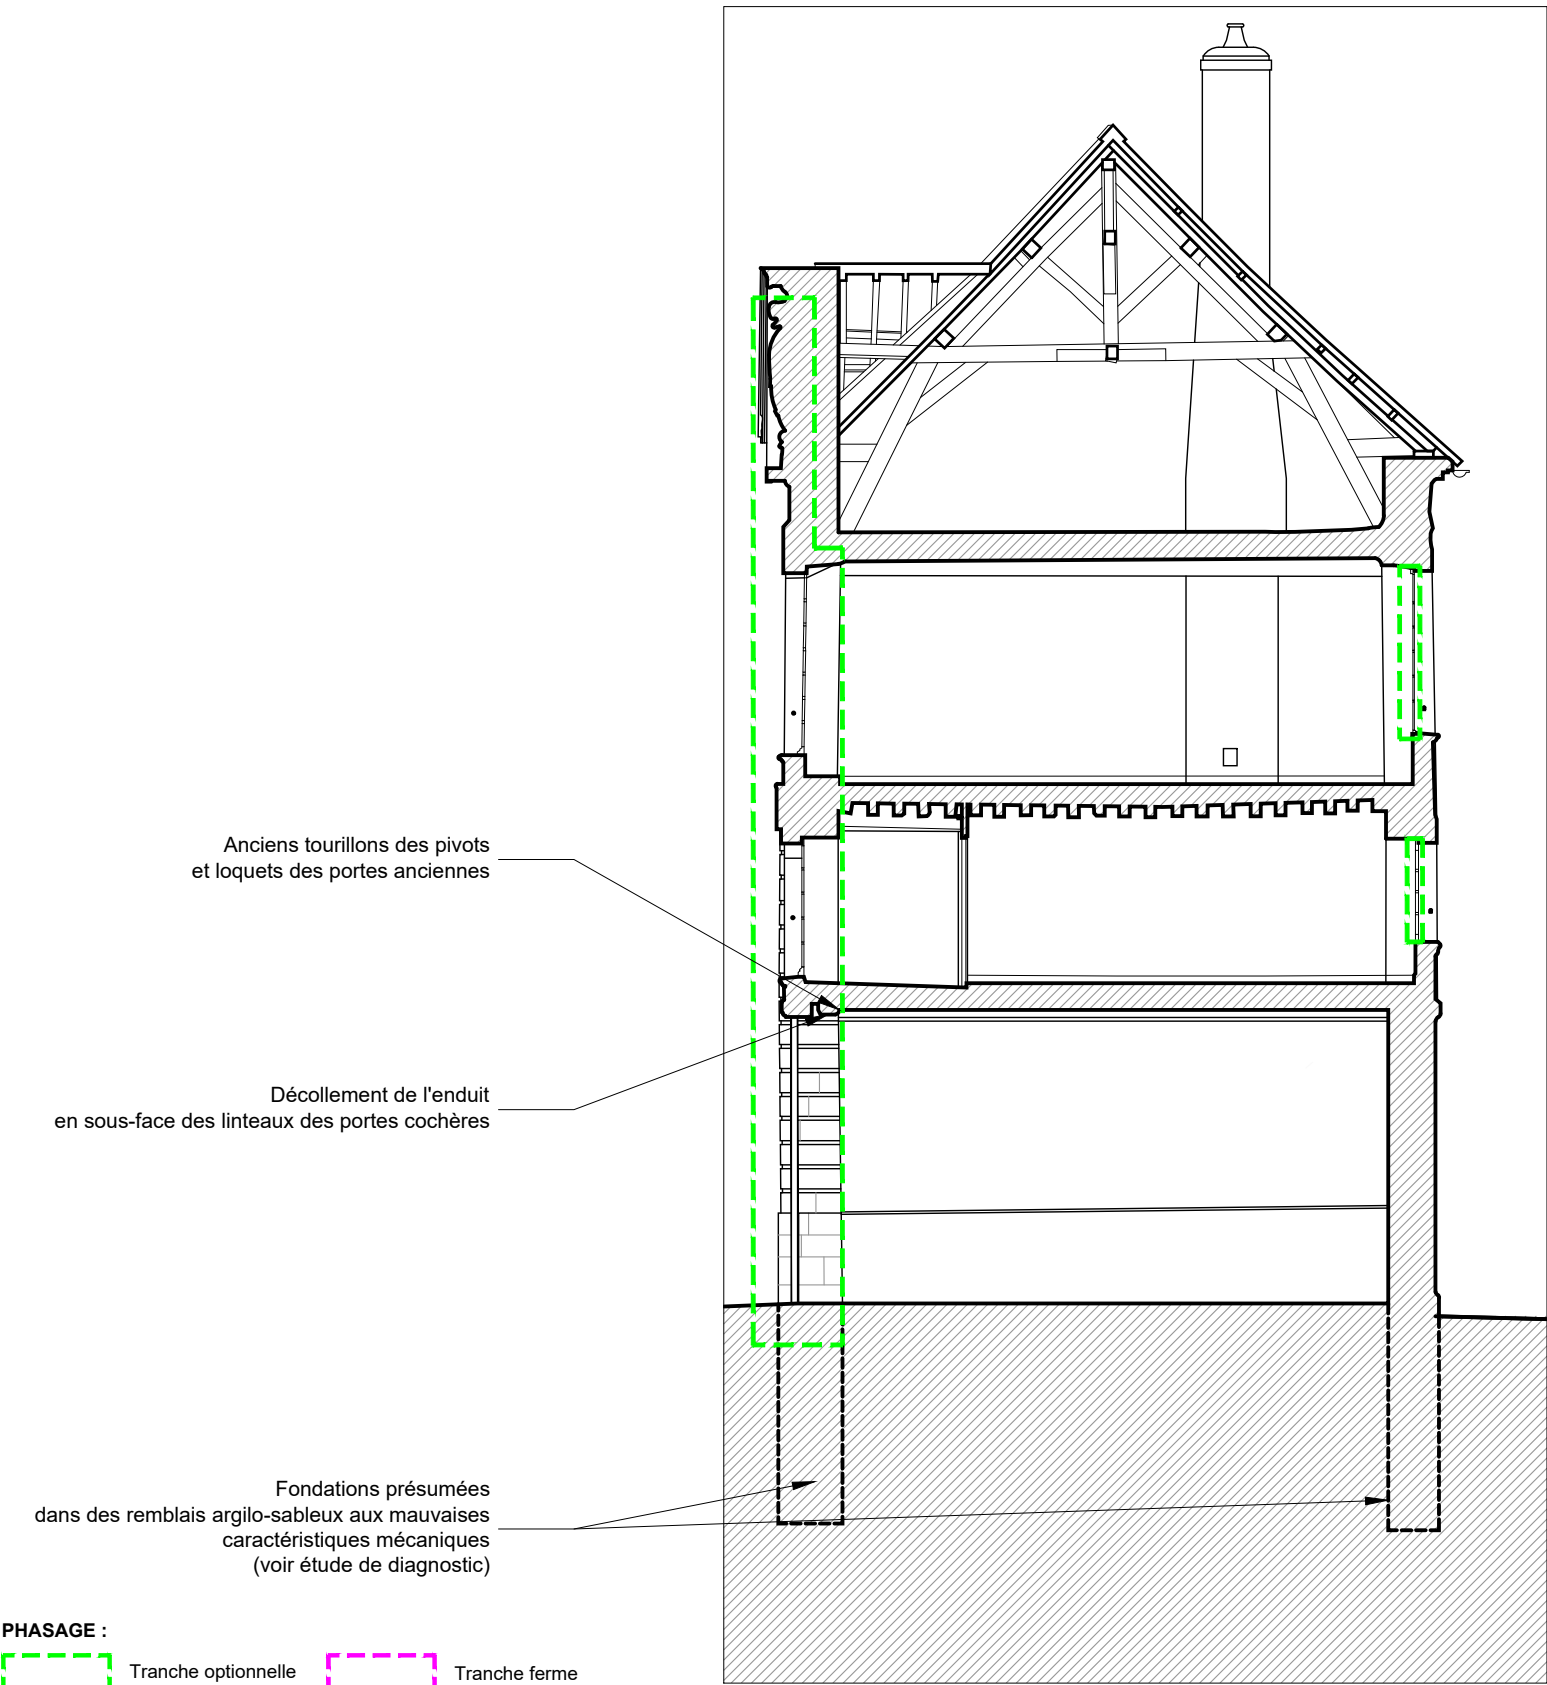 Anciens tourillons des pivots
et loquets des portes anciennes
Décollement de l'enduit
en sous-face des linteaux des portes cochères
Fondations présumées
dans des remblais argilo-sableux aux mauvaises
caractéristiques mécaniques
(voir étude de diagnostic)
PHASAGE :
Tranche optionnelle
Tranche ferme